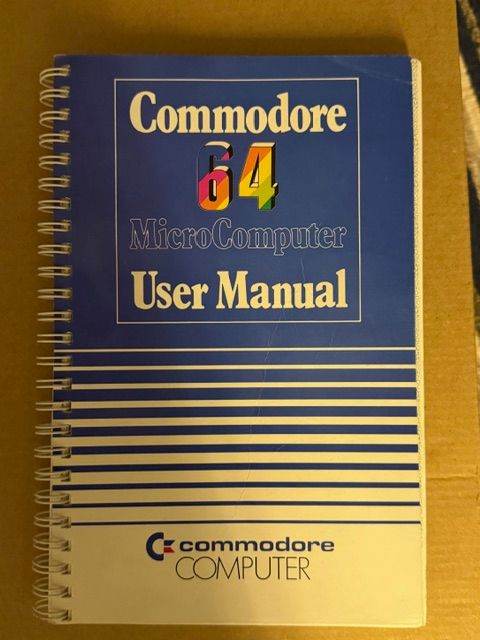 Commodore
64
MicroComputer
User Manual
commodore
COMPUTER